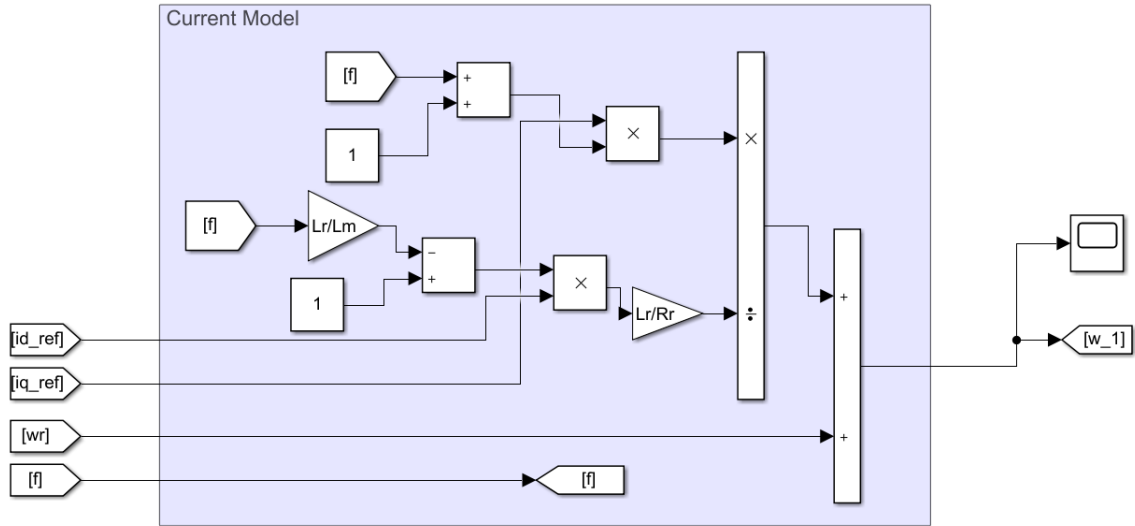 Current Model
[f]
+
+
1
×
×
[f]
Lr/Lm
−
+
1
×
Lr/Rr
÷
+
[id_ref]
[iq_ref]
[w_1]
[wr]
+
[f]
[f]